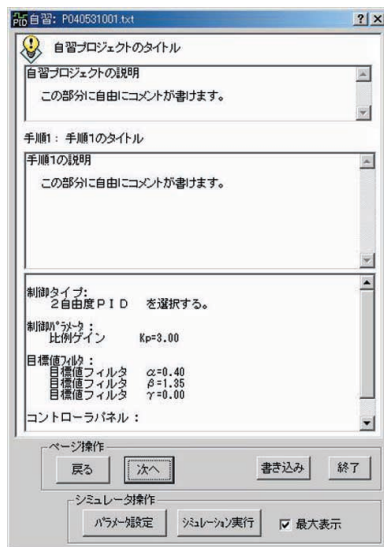 PID 自習: P040531001.txt
自習プロジェクトのタイトル
自習プロジェクトの説明
この部分に自由にコメントが書けます。
手順1: 手順1のタイトル
手順1の説明
この部分に自由にコメントが書けます。
制御タイプ:
2自由度PID を選択する。
制御パラメータ:
比例ゲイン Kp=3.00
目標値フィルタ:
目標値フィルタ α=0.40
目標値フィルタ β=1.35
目標値フィルタ γ=0.00
コントローラパネル:
ページ操作
戻る 次へ 書き込み 終了
シミュレータ操作
パラメータ設定 シミュレーション実行 最大表示